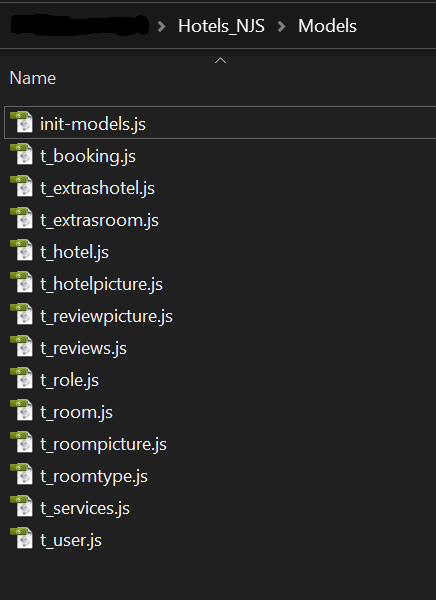 Hotels_NJS > Models
Name
init-models.js
t_booking.js
t_extrashotel.js
t_extrasroom.js
t_hotel.js
t_hotelpicture.js
t_reviewpicture.js
t_reviews.js
t_role.js
t_room.js
t_roompicture.js
t_roomtype.js
t_services.js
t_user.js